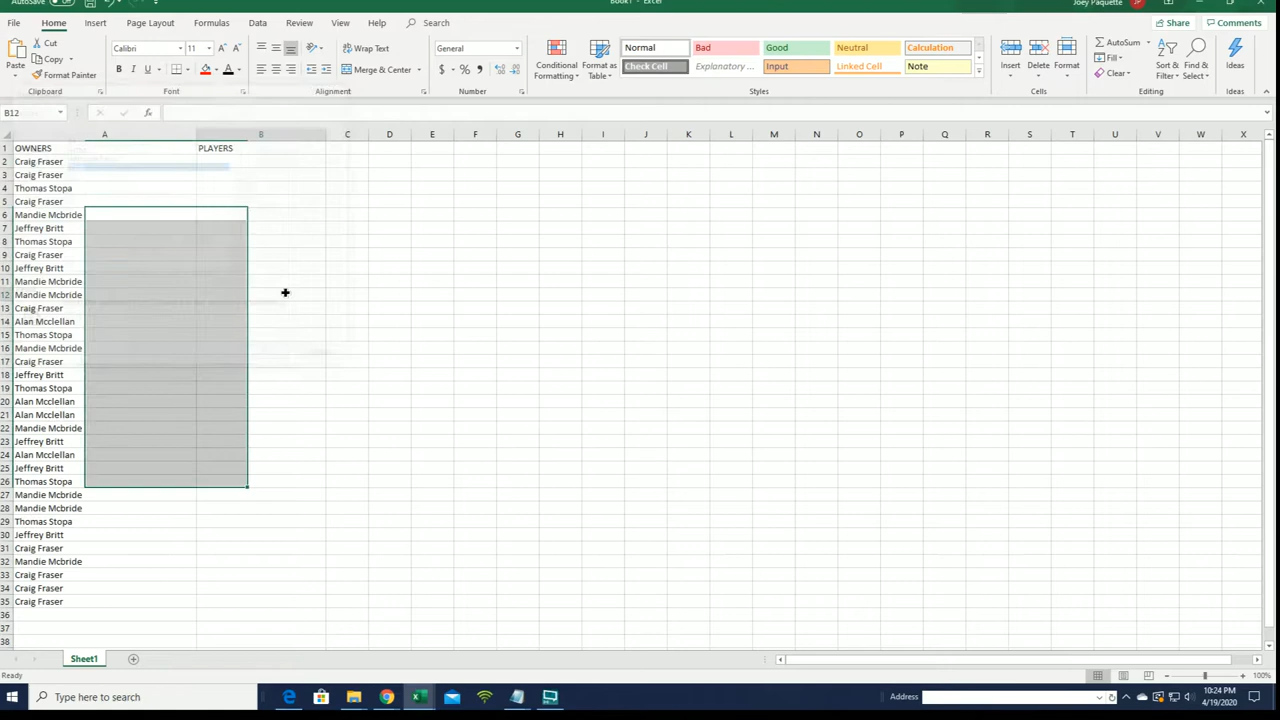 AutoSave Off Book1 - Excel Joey Paquette JP
File Home Insert Page Layout Formulas Data Review View Help Search Share Comments
Cut
Copy
Format Painter
Paste
Calibri 11
B U
Wrap Text
Merge & Center
General
$ % ,
Conditional Formatting
Format as Table
Normal Bad Good Neutral Calculation
Check Cell Explanatory ... Input Linked Cell Note
Insert Delete Format
AutoSum
Fill
Clear
Sort & Filter
Find & Select
Ideas
Clipboard Font Alignment Number Styles Cells Editing Ideas
B12 fx
A B C D E F G H I J K L M N O P Q R S T U V W X
1 OWNERS PLAYERS
2 Craig Fraser
3 Craig Fraser
4 Thomas Stopa
5 Craig Fraser
6 Mandie Mcbride
7 Jeffrey Britt
8 Thomas Stopa
9 Craig Fraser
10 Jeffrey Britt
11 Mandie Mcbride
12 Mandie Mcbride
13 Craig Fraser
14 Alan Mcclellan
15 Thomas Stopa
16 Mandie Mcbride
17 Craig Fraser
18 Jeffrey Britt
19 Thomas Stopa
20 Alan Mcclellan
21 Alan Mcclellan
22 Mandie Mcbride
23 Jeffrey Britt
24 Alan Mcclellan
25 Jeffrey Britt
26 Thomas Stopa
27 Mandie Mcbride
28 Mandie Mcbride
29 Thomas Stopa
30 Jeffrey Britt
31 Craig Fraser
32 Mandie Mcbride
33 Craig Fraser
34 Craig Fraser
35 Craig Fraser
36
37
38
Sheet1
Ready 100%
Type here to search Address 10:24 PM
4/19/2020